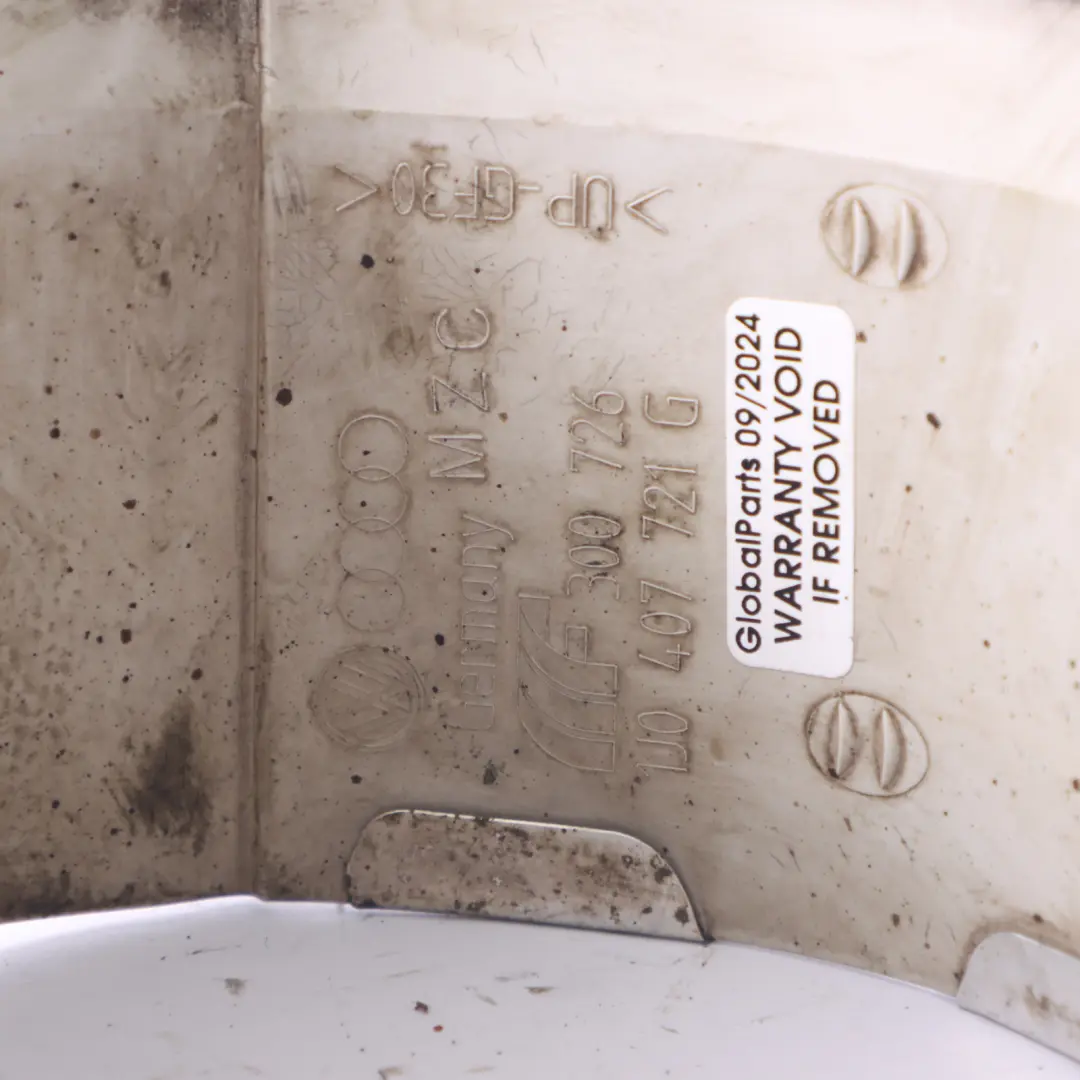 >UP-GF30<
MZC
Germany
300 726
1J0 407 721 G
GlobalParts 09/2024
WARRANTY VOID
IF REMOVED